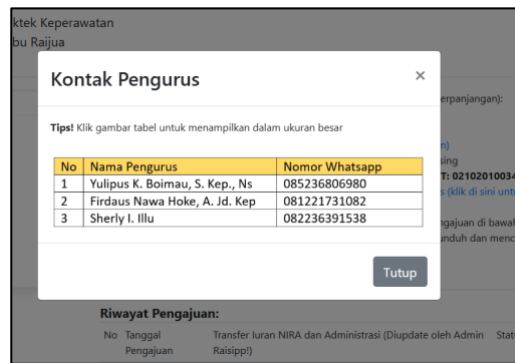 ktek Keperawatan
bu Raijua
Kontak Pengurus ×
erpanjangan):
Tips! Klik gambar tabel untuk menampilkan dalam ukuran besar
n)
sing
No Nama Pengurus Nomor Whatsapp
T: 02102010034
1 Yulipus K. Boimau, S. Kep., Ns 085236806980
s (klik di sini unt
2 Firdaus Nawa Hoke, A. Jd. Kep 081221731082
3 Sherly I. Illu 082236391538
ngajuan di bawal
unduh dan menc
Tutup
Riwayat Pengajuan:
No Tanggal Pengajuan Transfer Iuran NIRA dan Administrasi (Diupdate oleh Admin Raisipp!) Stat